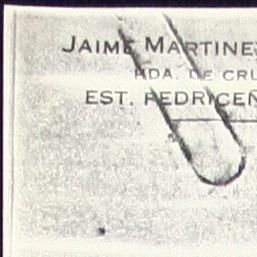 JAIME MARTINE
HDA. DE CRU
EST. PEDRICEÑ